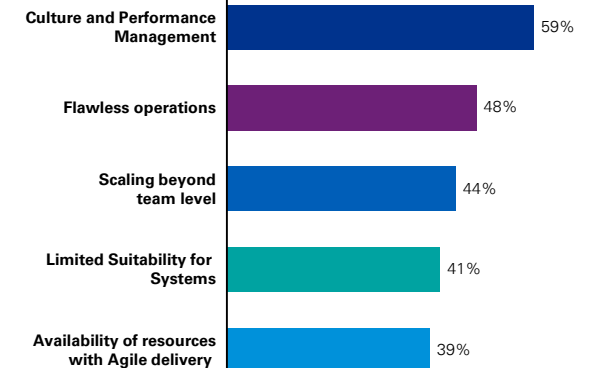 Culture and Performance
Management
59%
Flawless operations
48%
Scaling beyond
team level
44%
Limited Suitability for
Systems
41%
Availability of resources
with Agile delivery
39%